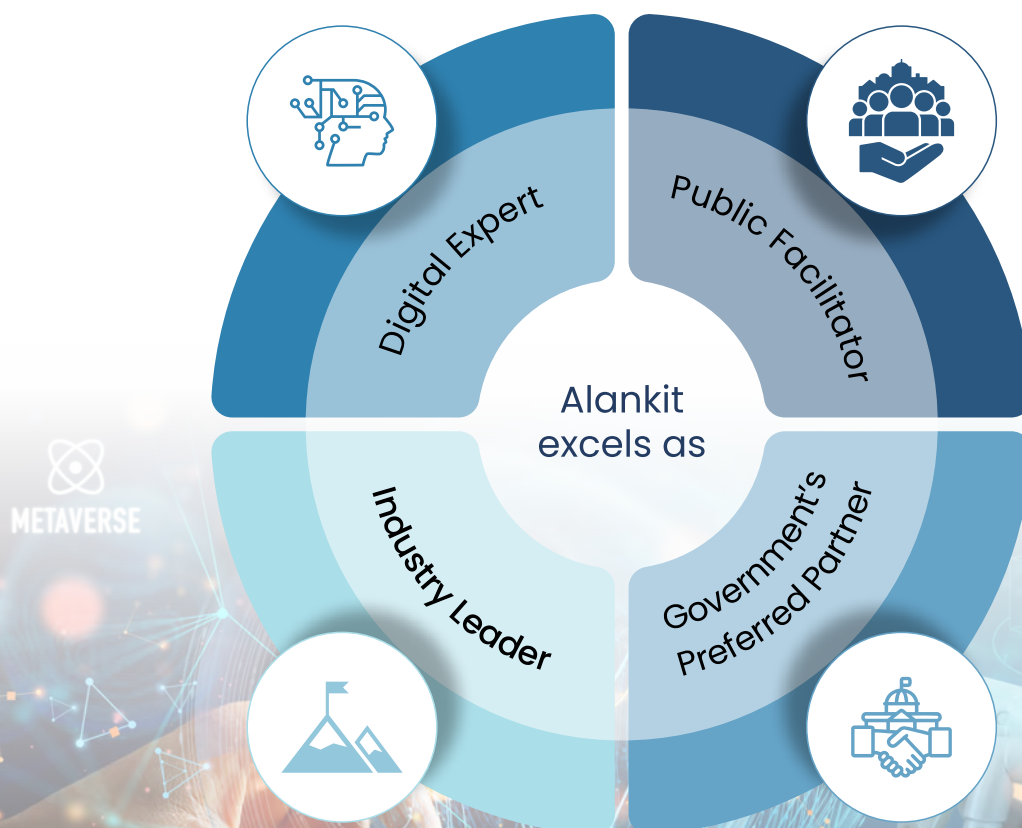 Digital Expert
Public Facilitator
Alankit
excels as
METAVERSE
Industry Leader
Government's
Preferred Partner